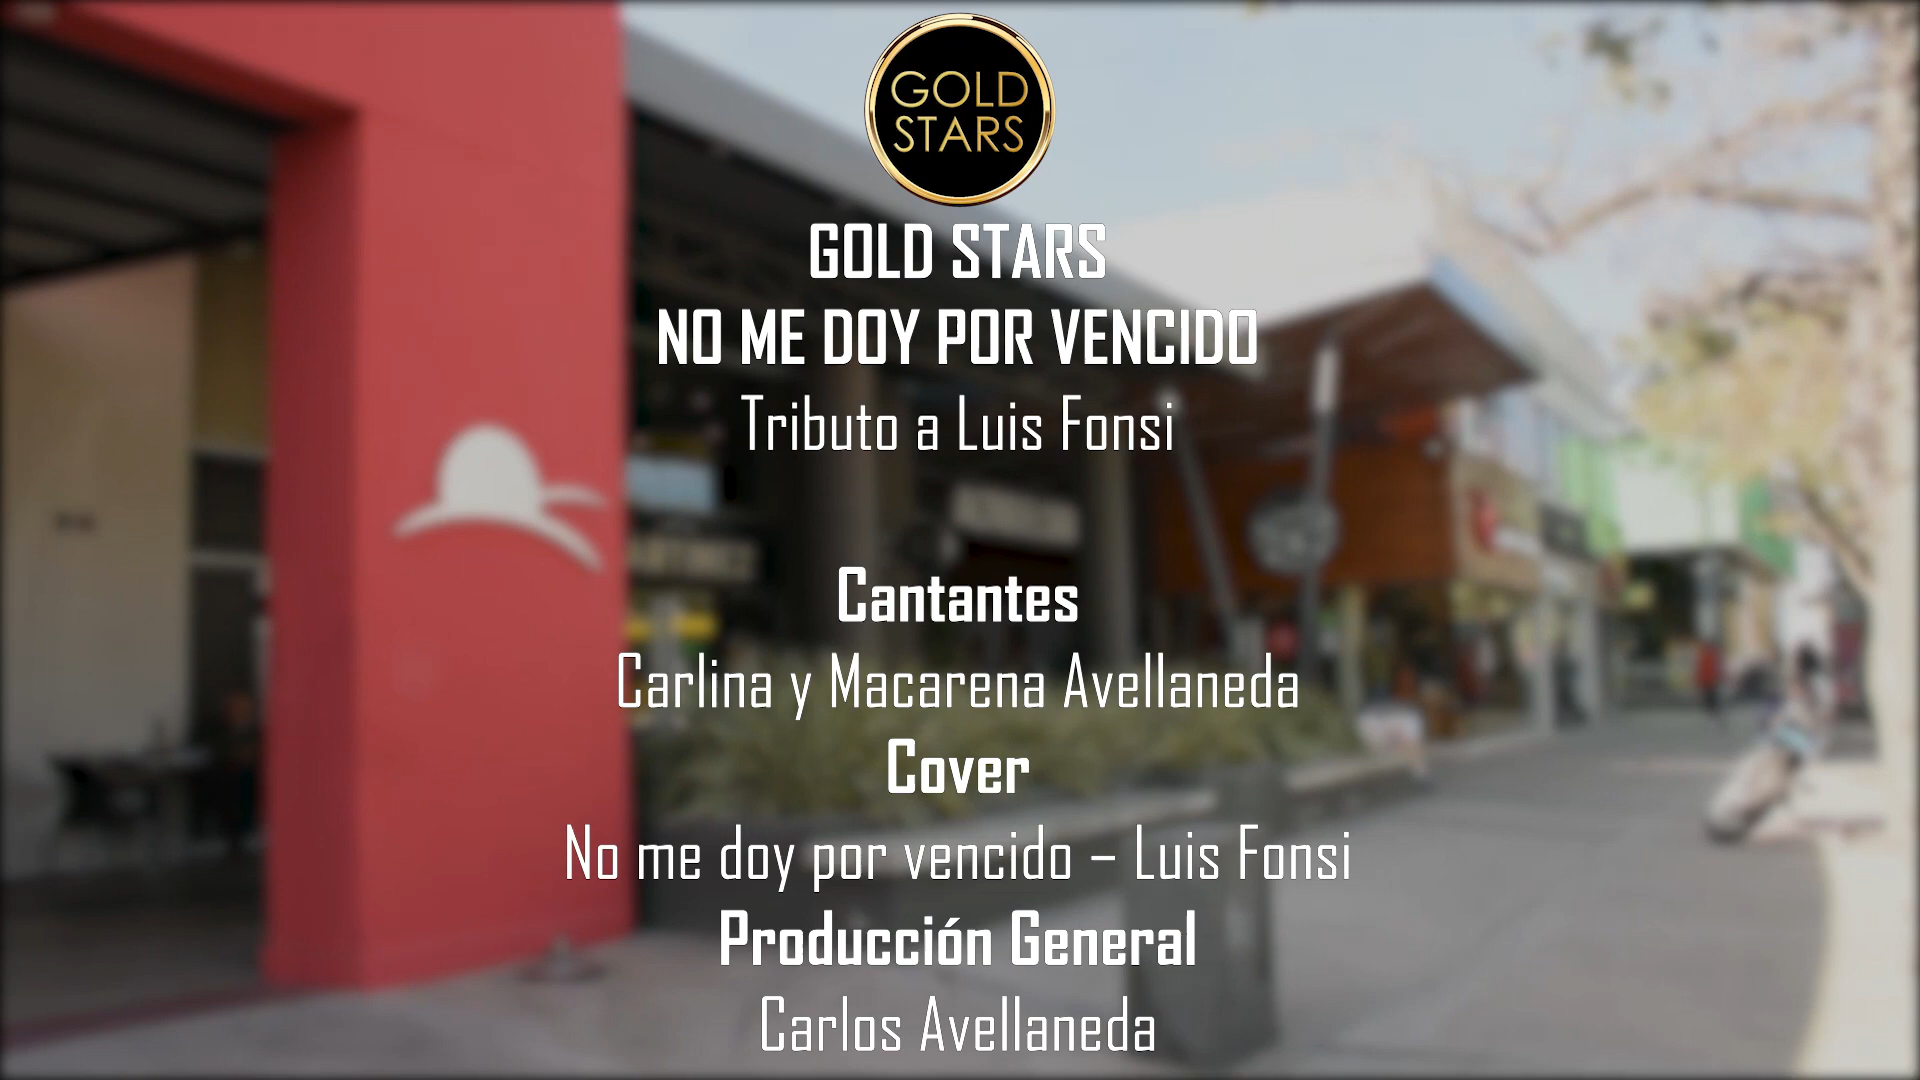 GOLD
STARS
GOLD STARS
NO ME DOY POR VENCIDO
Tributo a Luis Fonsi
Cantantes
Carlina y Macarena Avellaneda
Cover
No me doy por vencido – Luis Fonsi
Producción General
Carlos Avellaneda